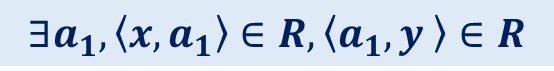 ∃a₁,⟨x,a₁⟩ ∈ R,⟨a₁,y ⟩ ∈ R